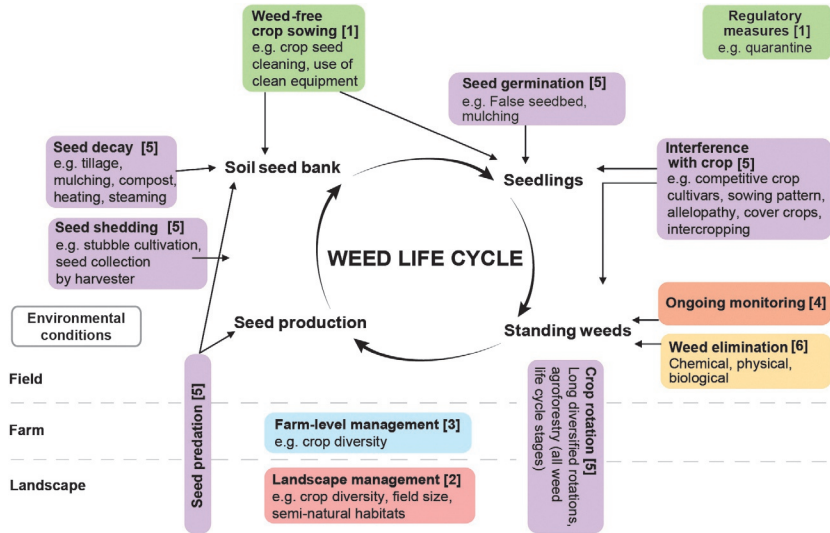 Weed-free
crop sowing [1]
e.g. crop seed
cleaning, use of
clean equipment
Regulatory
measures [1]
e.g. quarantine
Seed germination [5]
e.g. False seedbed,
mulching
Seed decay [5]
e.g. tillage,
mulching, compost,
heating, steaming
Soil seed bank
Seedlings
Interference
with crop [5]
e.g. competitive crop
cultivars, sowing pattern,
allelopathy, cover crops,
intercropping
Seed shedding [5]
e.g. stubble cultivation,
seed collection
by harvester
WEED LIFE CYCLE
Environmental
conditions
Seed production
Standing weeds
Ongoing monitoring [4]
Weed elimination [6]
Chemical, physical,
biological
Field
Seed predation [5]
Crop rotation [5]
Long diversified rotations,
agroforestry (all weed
life cycle stages)
Farm
Farm-level management [3]
e.g. crop diversity
Landscape
Landscape management [2]
e.g. crop diversity, field size,
semi-natural habitats